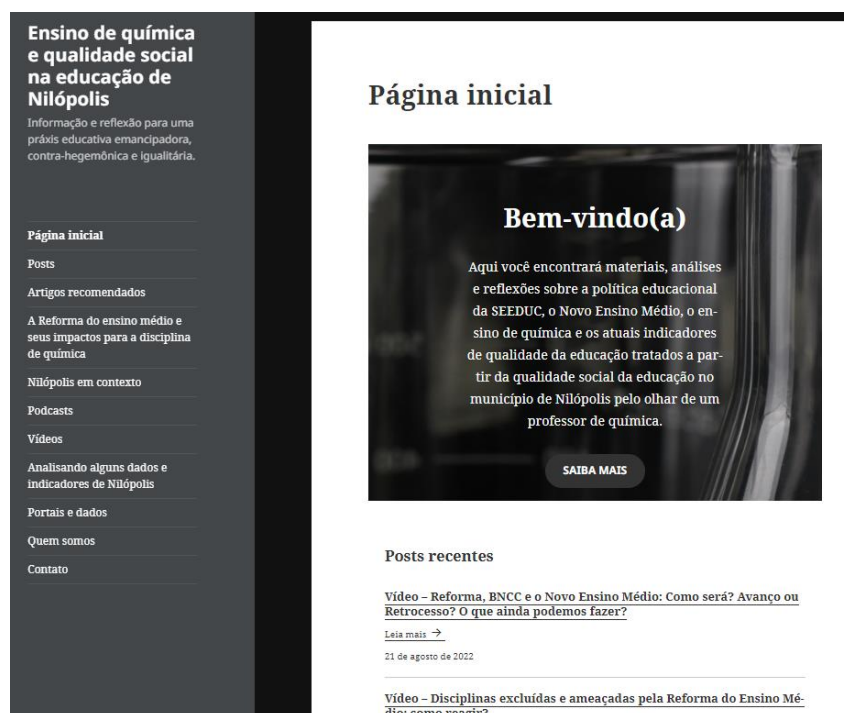 Ensino de química
e qualidade social
na educação de
Nilópolis
Informação e reflexão para uma
práxis educativa emancipadora,
contra-hegemônica e igualitária.
Página inicial
Posts
Artigos recomendados
A Reforma do ensino médio e
seus impactos para a disciplina
de química
Nilópolis em contexto
Podcasts
Vídeos
Analisando alguns dados e
indicadores de Nilópolis
Portais e dados
Quem somos
Contato
Página inicial
Bem-vindo(a)
Aqui você encontrará materiais, análises
e reflexões sobre a política educacional
da SEEDUC, o Novo Ensino Médio, o en-
sino de química e os atuais indicadores
de qualidade da educação tratados a par-
tir da qualidade social da educação no
município de Nilópolis pelo olhar de um
professor de química.
SAIBA MAIS
Posts recentes
Vídeo – Reforma, BNCC e o Novo Ensino Médio: Como será? Avanço ou
Retrocesso? O que ainda podemos fazer?
Leia mais →
21 de agosto de 2022
Vídeo – Disciplinas excluídas e ameaçadas pela Reforma do Ensino Mé-
dio: como reagir?